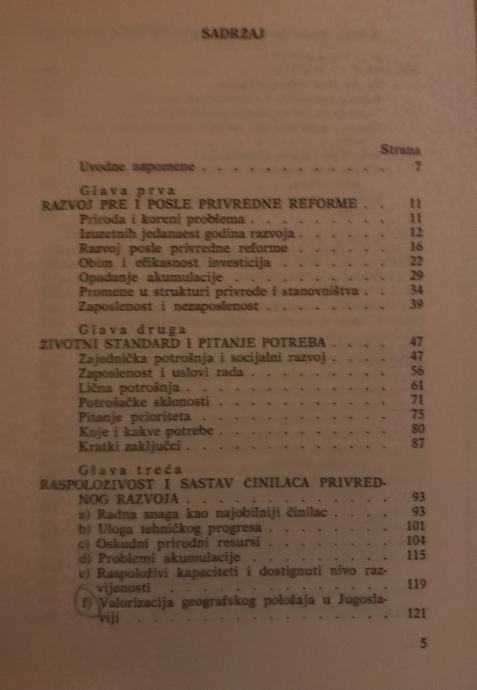 SADRŽAJ
Strana
Uvodne napomene . . . . . . . . . . . . 7
Glava prva
RAZVOJ PRE I POSLE PRIVREDNE REFORME . . 11
Priroda i koreni problema . . . . . . . . . 11
Izuzetnih jedanaest godina razvoja . . . . . . 12
Razvoj posle privredne reforme . . . . . . 16
Obim i efikasnost investicija . . . . . . . 22
Opadanje akumulacije . . . . . . . . . . 29
Promene u strukturi privrede i stanovništva . . 34
Zaposlenost i nezaposlenost . . . . . . . . 39
Glava druga
ŽIVOTNI STANDARD I PITANJE POTREBA . . . . 47
Zajednička potrošnja i socijalni razvoj . . . . 47
Zaposlenost i uslovi rada . . . . . . . . . 56
Lična potrošnja . . . . . . . . . . . . 61
Potrošačke sklonosti . . . . . . . . . . 71
Pitanje prioriteta . . . . . . . . . . . 75
Koje i kakve potrebe . . . . . . . . . . 80
Kratki zaključci . . . . . . . . . . . . 87
Glava treća
RASPOLOŽIVOST I SASTAV ČINILACA PRIVRED-
NOG RAZVOJA . . . . . . . . . . . . 93
a) Radna snaga kao najobilniji činilac . . . . 93
b) Uloga tehničkog progresa . . . . . . . 101
c) Oskudni prirodni resursi . . . . . . . 104
d) Problemi akumulacije . . . . . . . . 115
e) Raspoloživi kapaciteti i dostignuti nivo raz-
vijenosti . . . . . . . . . . . . . 119
f) Valorizacija geografskog položaja u Jugosla-
viji . . . . . . . . . . . . . . . 121
5